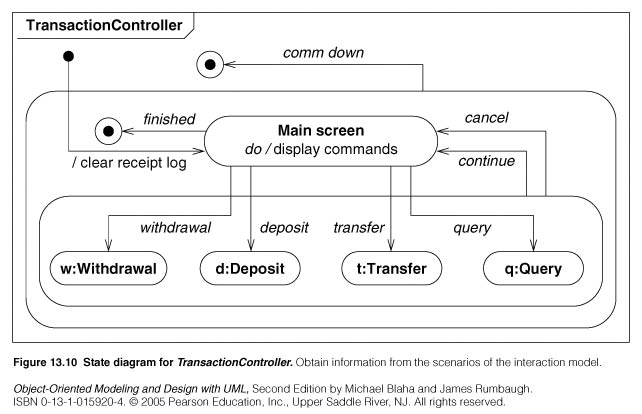 TransactionController
comm down
finished
Main screen
do / display commands
cancel
continue
/ clear receipt log
withdrawal
deposit
transfer
query
w:Withdrawal
d:Deposit
t:Transfer
q:Query
Figure 13.10 State diagram for TransactionController. Obtain information from the scenarios of the interaction model.
Object-Oriented Modeling and Design with UML, Second Edition by Michael Blaha and James Rumbaugh.
ISBN 0-13-1-015920-4. © 2005 Pearson Education, Inc., Upper Saddle River, NJ. All rights reserved.